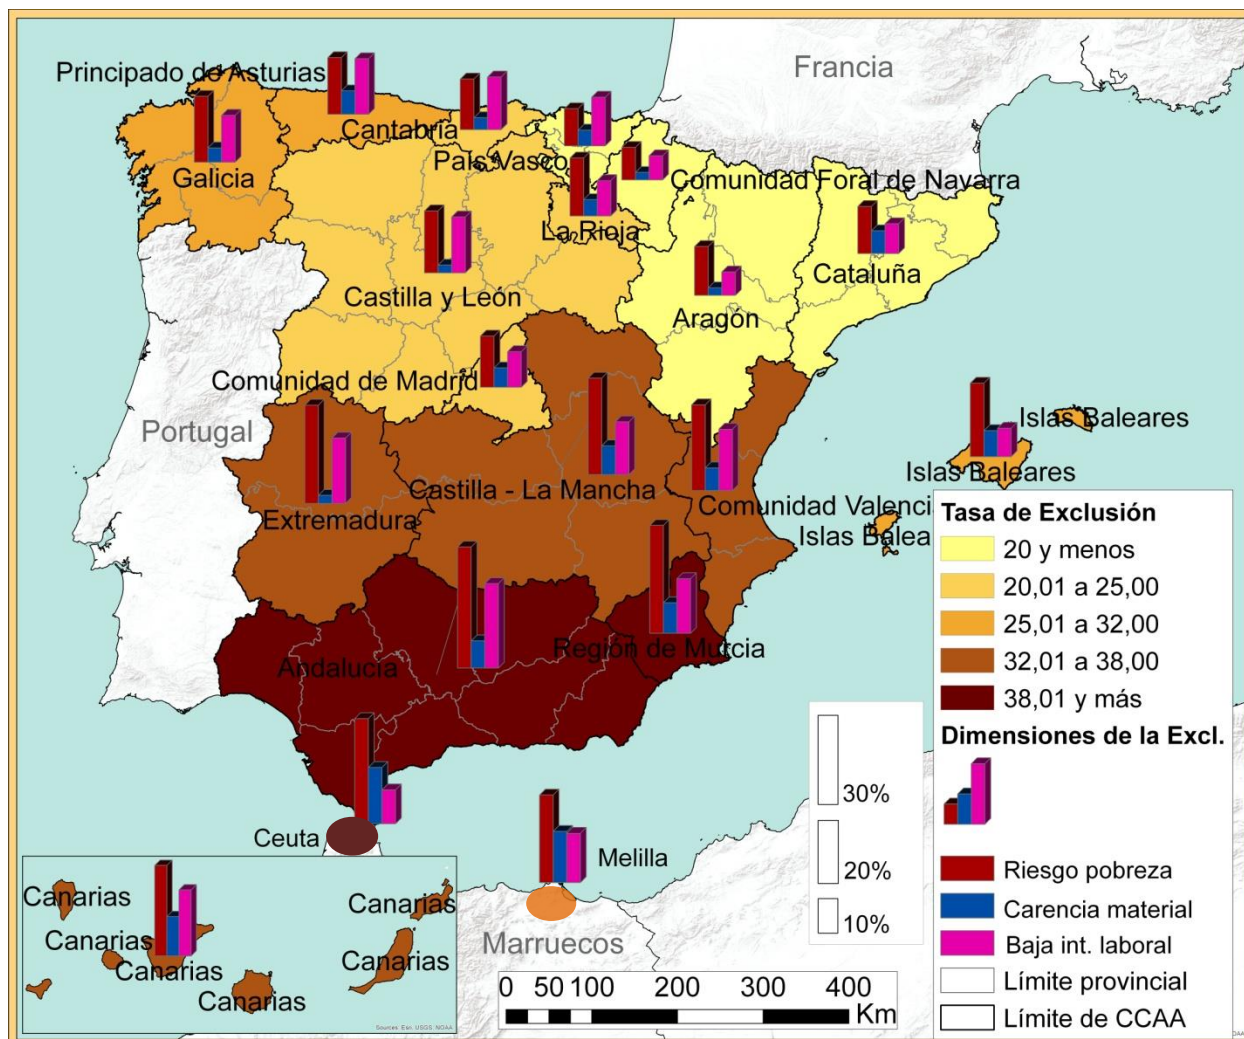 Francia
Principado de Asturias
Cantabria
País Vasco
Comunidad Foral de Navarra
Galicia
La Rioja
Cataluña
Castilla y León
Aragón
Comunidad de Madrid
Portugal
Islas Baleares
Islas Baleares
Castilla - La Mancha
Comunidad Valenci
Extremadura
Islas Balea
Región de Murcia
Andalucía
Ceuta
Melilla
Marruecos
Canarias
Canarias
Canarias
Canarias
Canarias
Canarias
Sources: Esri, USGS, NOAA
Tasa de Exclusión
20 y menos
20,01 a 25,00
25,01 a 32,00
32,01 a 38,00
38,01 y más
Dimensiones de la Excl.
Riesgo pobreza
Carencia material
Baja int. laboral
Límite provincial
Límite de CCAA
30%
20%
10%
0 50 100 200 300 400
Km